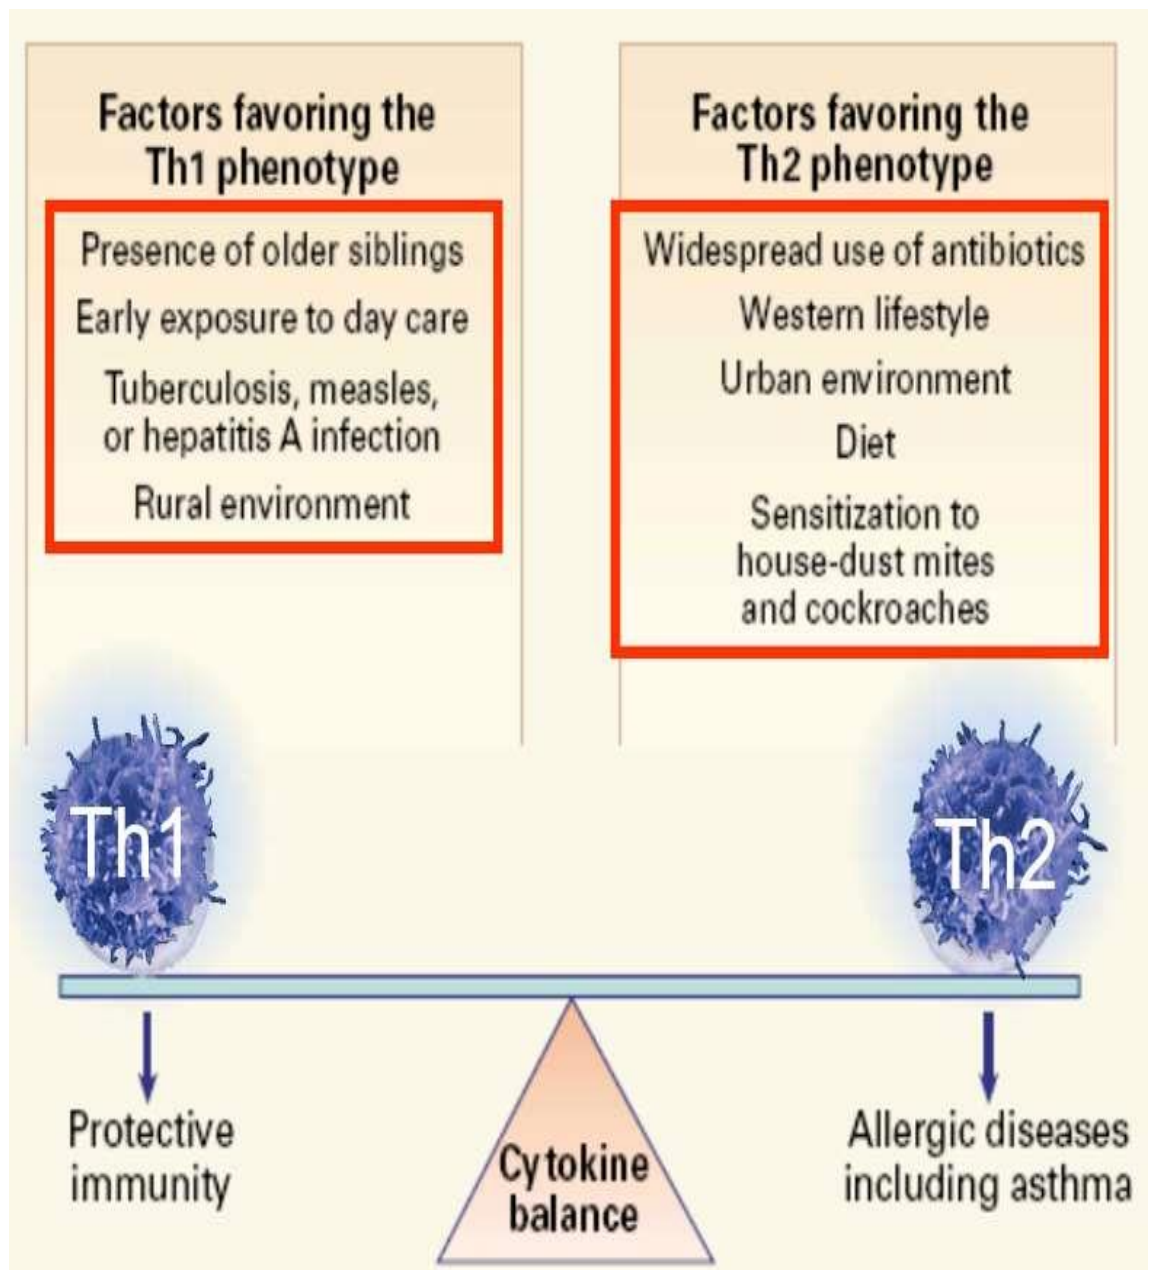 Factors favoring the
Th1 phenotype
Presence of older siblings
Early exposure to day care
Tuberculosis, measles,
or hepatitis A infection
Rural environment
Factors favoring the
Th2 phenotype
Widespread use of antibiotics
Western lifestyle
Urban environment
Diet
Sensitization to
house-dust mites
and cockroaches
Th1
Th2
Protective
immunity
Cytokine
balance
Allergic diseases
including asthma